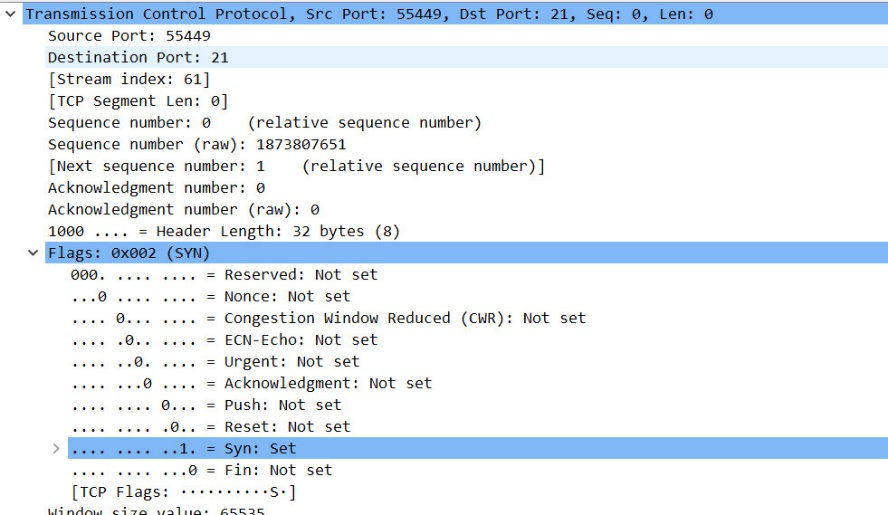 Transmission Control Protocol, Src Port: 55449, Dst Port: 21, Seq: 0, Len: 0
Source Port: 55449
Destination Port: 21
[Stream index: 61]
[TCP Segment Len: 0]
Sequence number: 0    (relative sequence number)
Sequence number (raw): 1873807651
[Next sequence number: 1    (relative sequence number)]
Acknowledgment number: 0
Acknowledgment number (raw): 0
1000 .... = Header Length: 32 bytes (8)
Flags: 0x002 (SYN)
000. .... .... = Reserved: Not set
...0 .... .... = Nonce: Not set
.... 0... .... = Congestion Window Reduced (CWR): Not set
.... .0.. .... = ECN-Echo: Not set
.... ..0. .... = Urgent: Not set
.... ...0 .... = Acknowledgment: Not set
.... .... 0... = Push: Not set
.... .... .0.. = Reset: Not set
.... .... ..1. = Syn: Set
.... .... ...0 = Fin: Not set
[TCP Flags: ··········S·]
Window size value: 65535